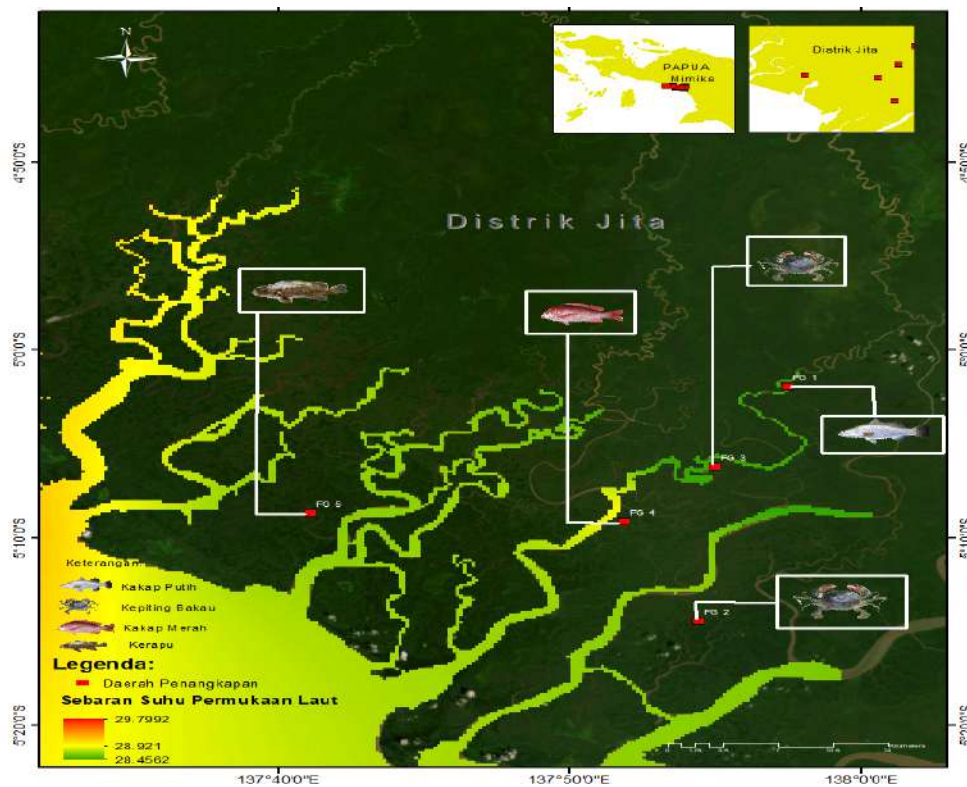 N
PAPUA
Mimika
Distrik Jita
Distrik Jita
4°50'
5°0'0"S
5°10'0"S
5°20'0"S
FG 1
FG 3
FG 4
FG 5
FG 2
Keterangan
Kakap Putih
Kepiting Bakau
Kakap Merah
Kerapu
Legenda:
Daerah Penangkapan
Sebaran Suhu Permukaan Laut
29.7992
28.921
28.4562
137°40'0"E
137°50'0"E
138°0'0"E